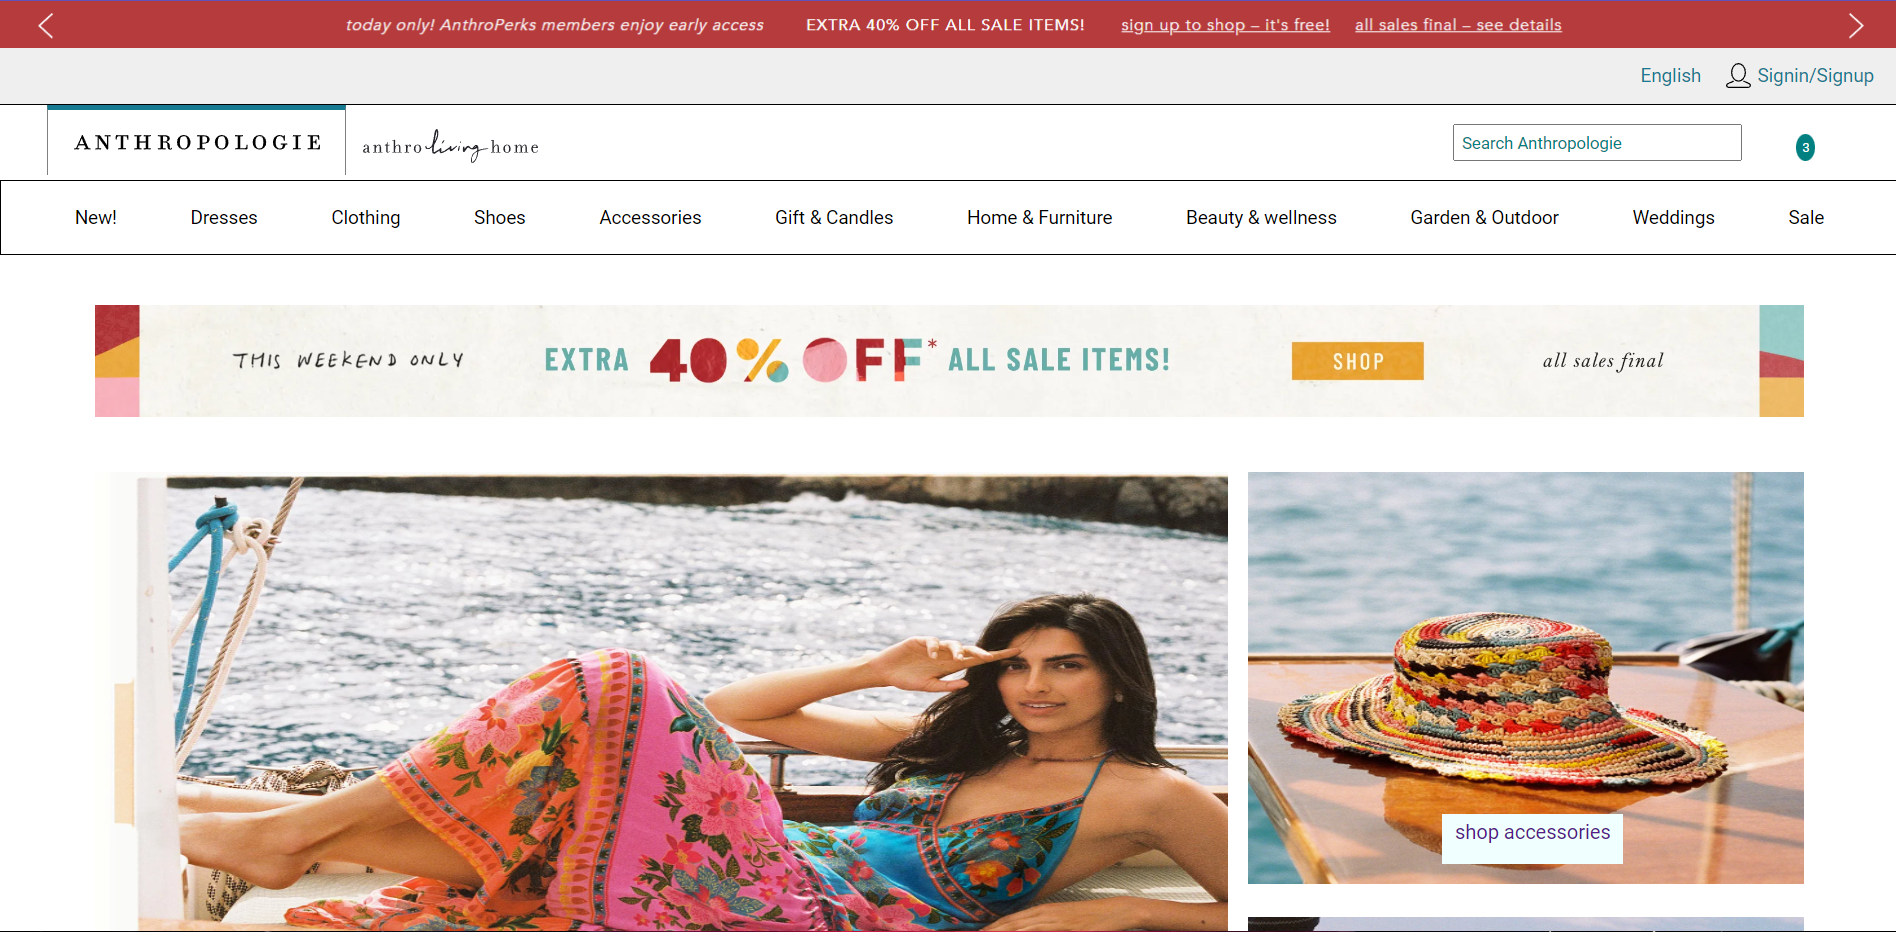 today only! AnthroPerks members enjoy early access EXTRA 40% OFF ALL SALE ITEMS! sign up to shop – it's free! all sales final – see details
English Signin/Signup
ANTHROPOLOGIE anthroliving home Search Anthropologie 3
New! Dresses Clothing Shoes Accessories Gift & Candles Home & Furniture Beauty & wellness Garden & Outdoor Weddings Sale
THIS WEEKEND ONLY EXTRA 40% OFF* ALL SALE ITEMS! SHOP all sales final
shop accessories